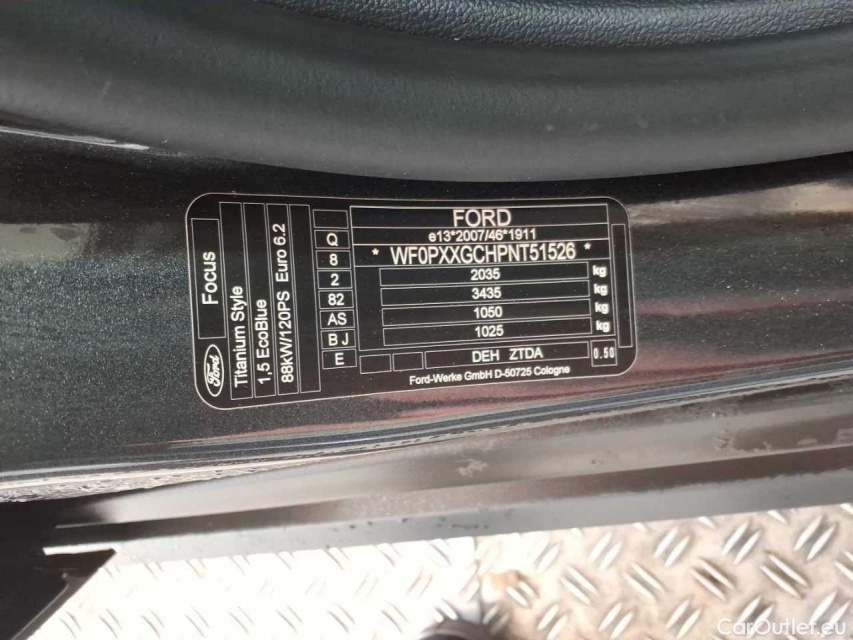 FORD
e13*2007/46*1911
* WF0PXXGCHPNT51526 *
2035 kg
3435 kg
1050 kg
1025 kg
DEH ZTDA
0.50
Ford-Werke GmbH D-50725 Cologne
Q
8
2
82
AS
B J
E
Focus
Ford
Titanium Style
1,5 EcoBlue
88kW/120PS Euro 6.2
CarOutlet.eu